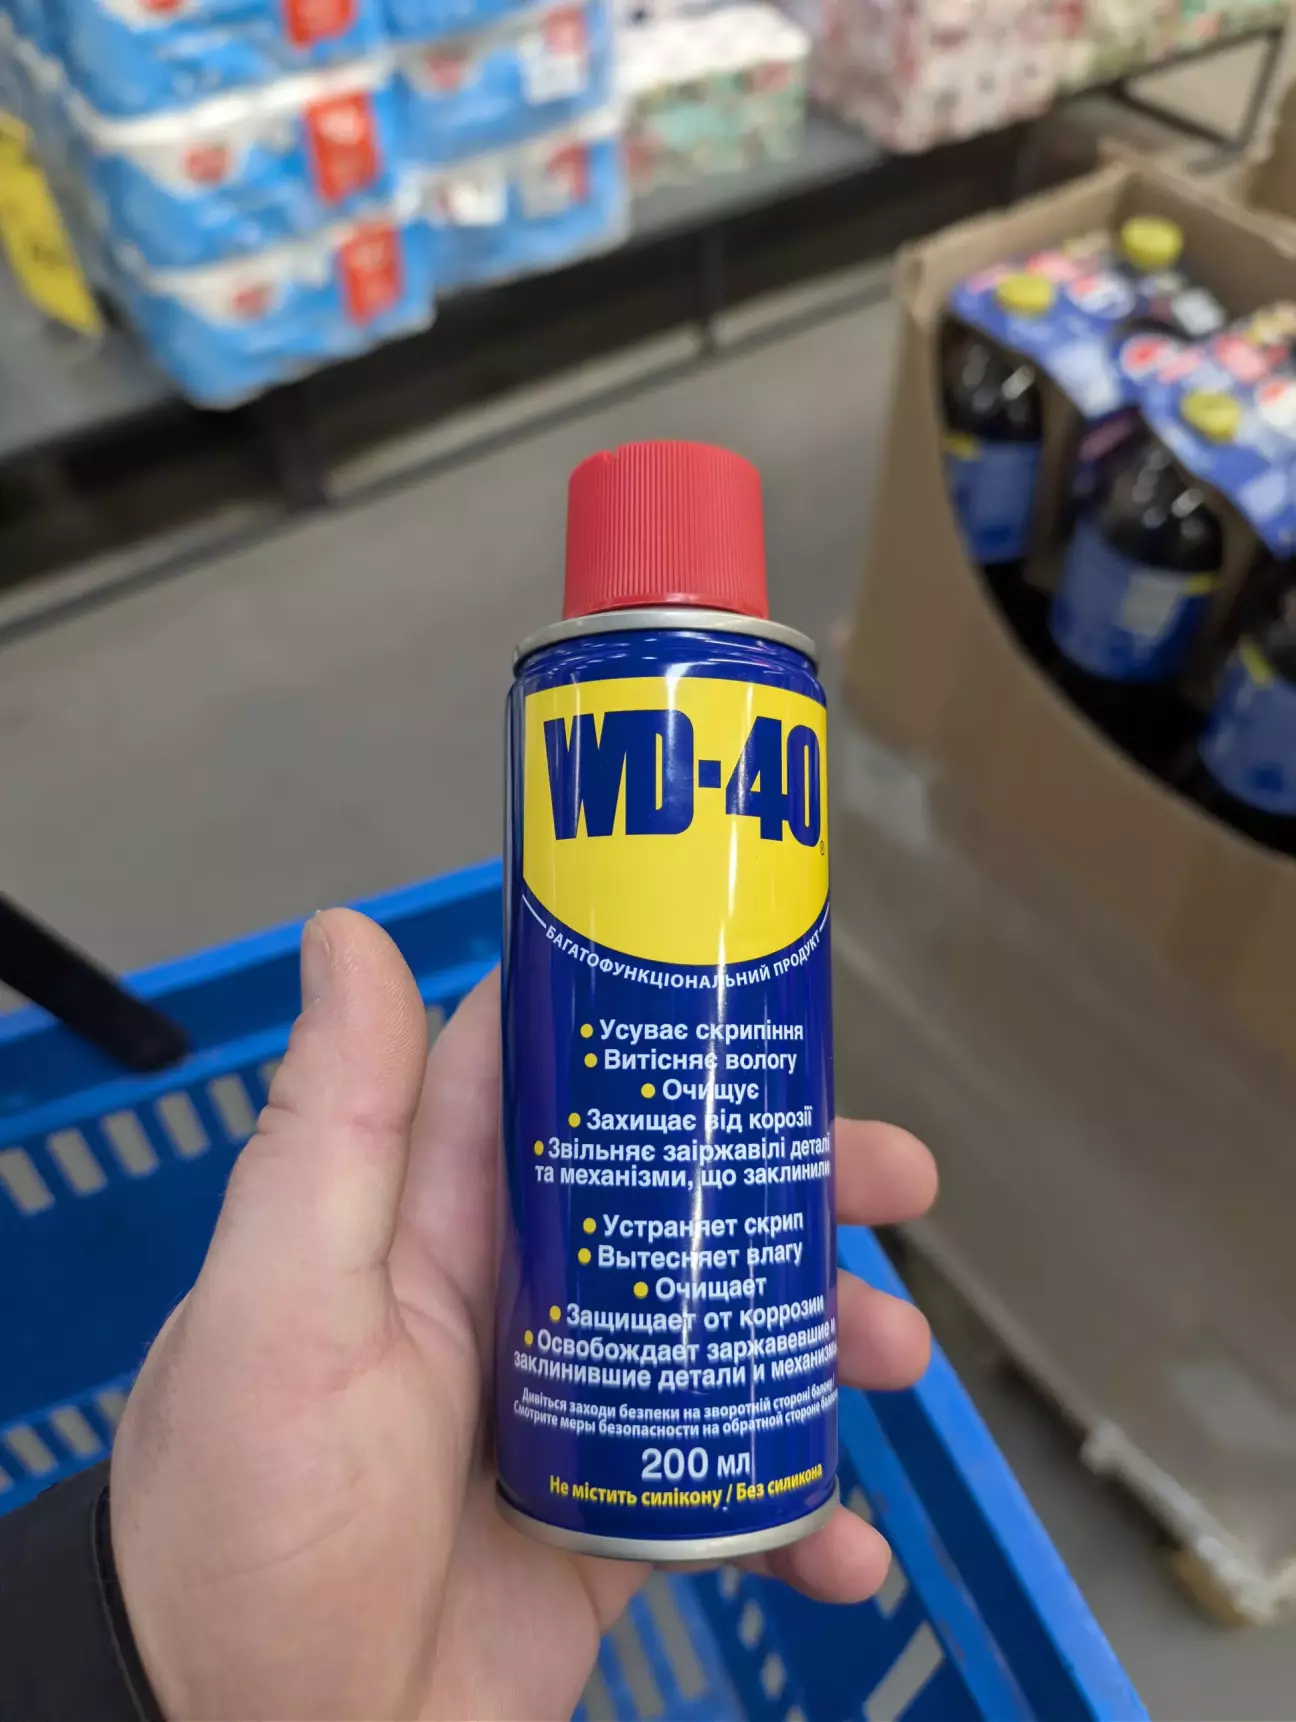 WD-40
®
БАГАТОФУНКЦІОНАЛЬНИЙ ПРОДУКТ
• Усуває скрипіння
• Витісняє вологу
• Очищує
• Захищає від корозії
• Звільняє заіржавілі деталі
та механізми, що заклинили
• Устраняет скрип
• Вытесняет влагу
• Очищает
• Защищает от коррозии
• Освобождает заржавевшие и
заклинившие детали и механизмы
Дивіться заходи безпеки на зворотній стороні балону /
Смотрите меры безопасности на обратной стороне
200 мл
Не містить силікону / Без силикона